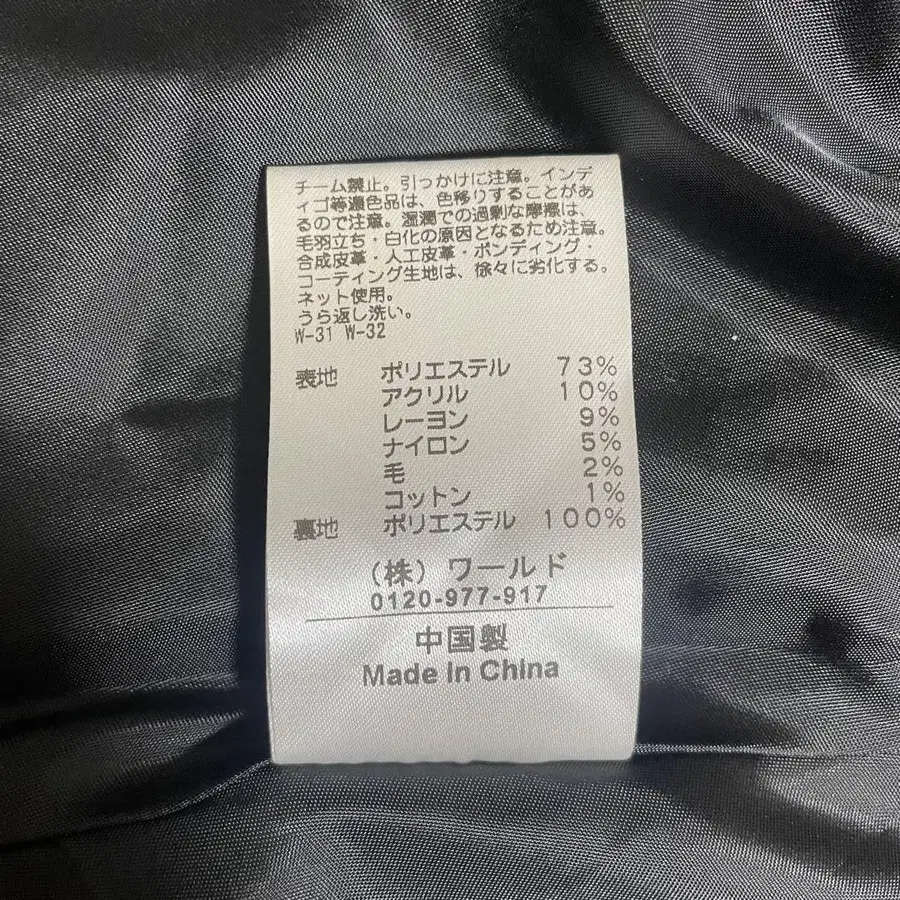 チーム禁止。引っかけに注意。インデ
ィゴ等濃色品は、色移りすることがあ
るので注意。湿潤での過剰な摩擦は、
毛羽立ち・白化の原因となるため注意。
合成皮革・人工皮革・ボンディング・
コーティング生地は、徐々に劣化する。
ネット使用。
うら返し洗い。
W-31 W-32
表地 ポリエステル 73%
アクリル 10%
レーヨン 9%
ナイロン 5%
毛 2%
コットン 1%
裏地 ポリエステル 100%
(株) ワールド
0120-977-917
中国製
Made In China